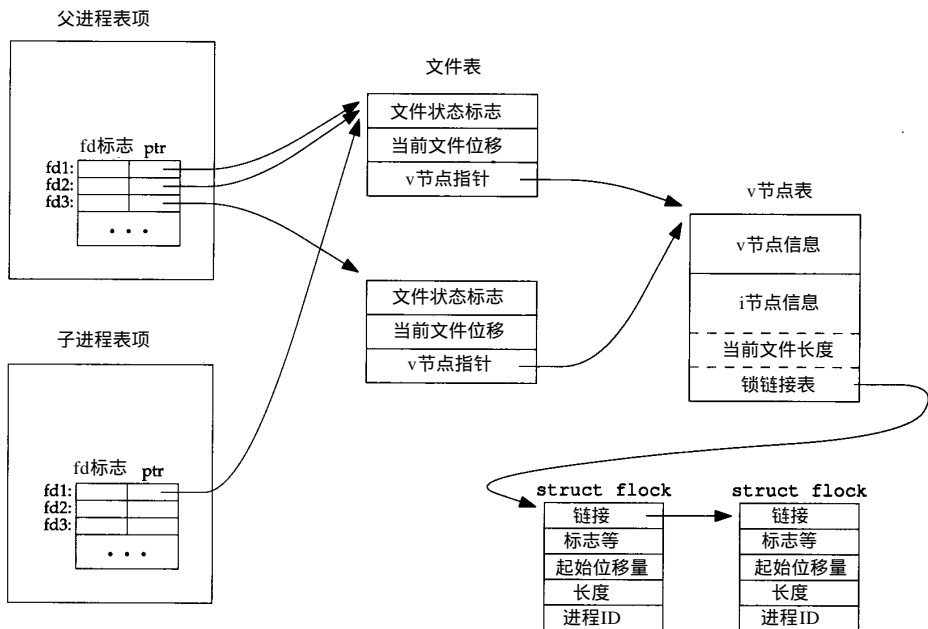 父进程表项
fd标志 ptr
fd1:
fd2:
fd3:
• • •
子进程表项
fd标志 ptr
fd1:
fd2:
fd3:
• • •
文件表
文件状态标志
当前文件位移
v节点指针
文件状态标志
当前文件位移
v节点指针
v节点表
v节点信息
i节点信息
当前文件长度
锁链接表
struct flock
链接
标志等
起始位移量
长度
进程ID
struct flock
链接
标志等
起始位移量
长度
进程ID